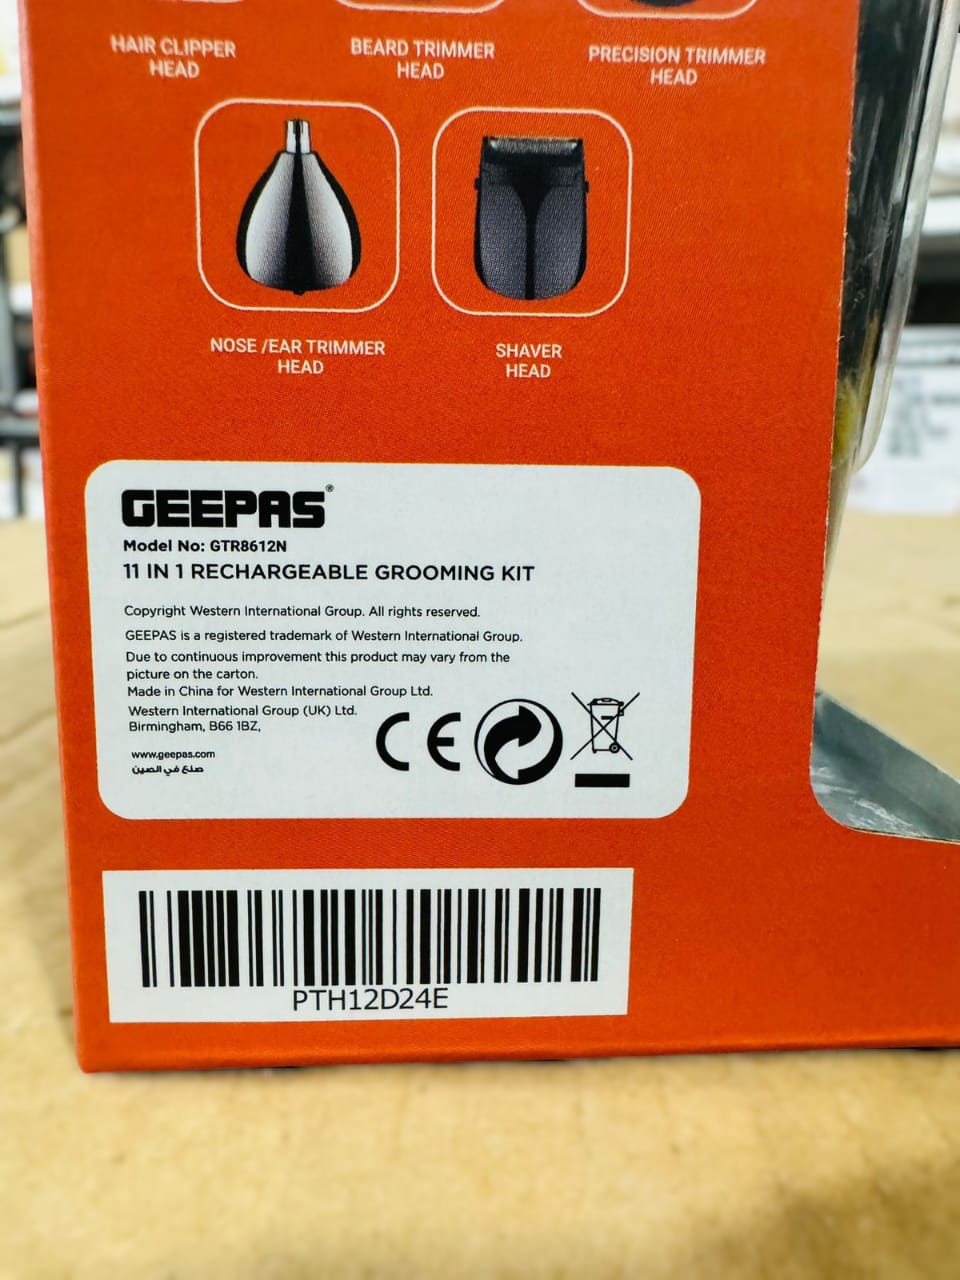 HAIR CLIPPER
HEAD
BEARD TRIMMER
HEAD
PRECISION TRIMMER
HEAD
NOSE /EAR TRIMMER
HEAD
SHAVER
HEAD
GEEPAS®
Model No: GTR8612N
11 IN 1 RECHARGEABLE GROOMING KIT
Copyright Western International Group. All rights reserved.
GEEPAS is a registered trademark of Western International Group.
Due to continuous improvement this product may vary from the
picture on the carton.
Made in China for Western International Group Ltd.
Western International Group (UK) Ltd.
Birmingham, B66 1BZ,
CE
www.geepas.com
صنع في الصين
PTH12D24E